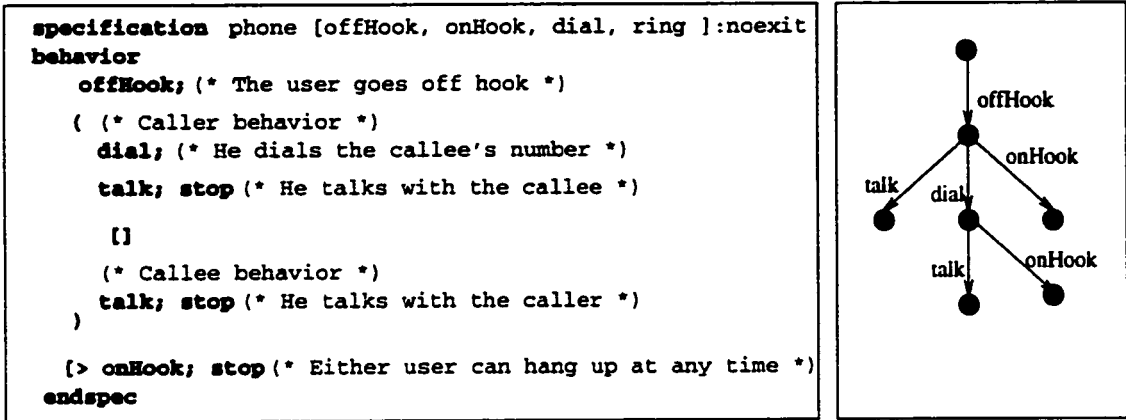 specification phone [offHook, onHook, dial, ring ]:noexit
behavior
offHook; (* The user goes off hook *)
( (* Caller behavior *)
dial; (* He dials the callee's number *)
talk; stop (* He talks with the callee *)
[]
(* Callee behavior *)
talk; stop (* He talks with the caller *)
)
[> onHook; stop (* Either user can hang up at any time *)
endspec
offHook
onHook
talk
dial
talk
onHook